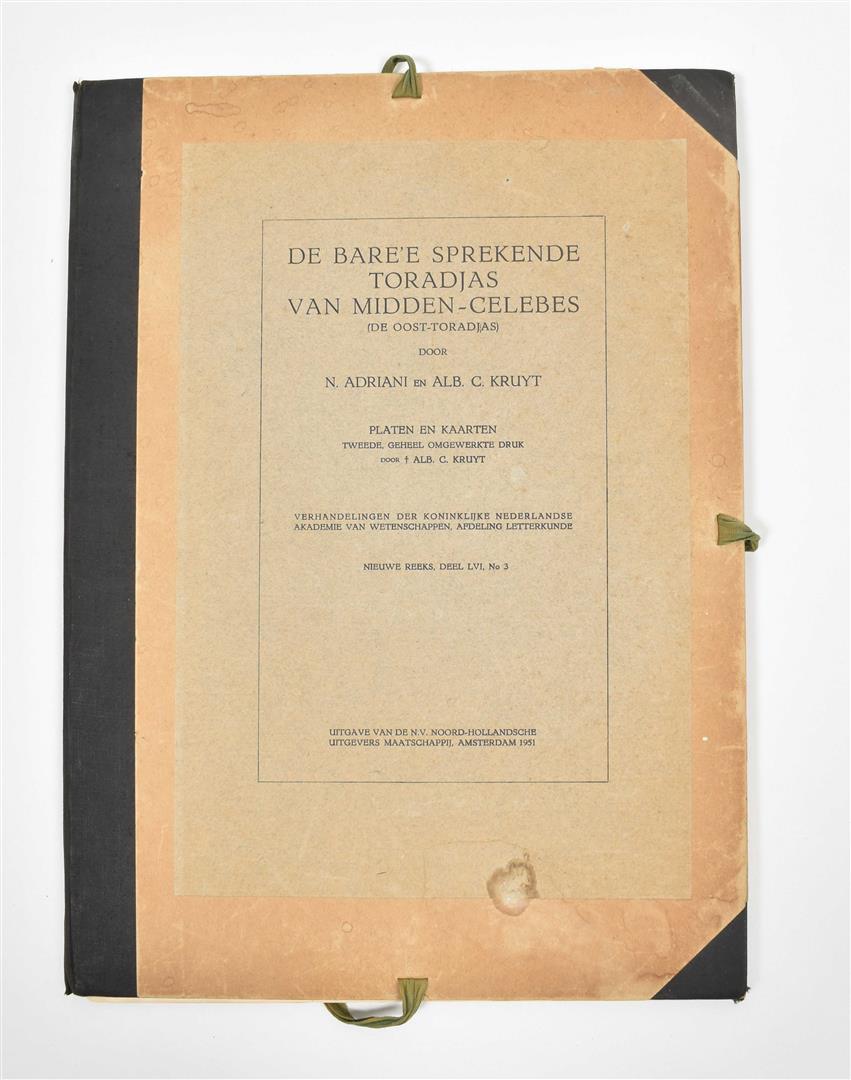 DE BARE'E SPREKENDE
TORADJAS
VAN MIDDEN-CELEBES
(DE OOST-TORADJAS)
DOOR
N. ADRIANI EN ALB. C. KRUYT
PLATEN EN KAARTEN
TWEEDE, GEHEEL OMGEWERKTE DRUK
DOOR † ALB. C. KRUYT
VERHANDELINGEN DER KONINKLIJKE NEDERLANDSE
AKADEMIE VAN WETENSCHAPPEN, AFDELING LETTERKUNDE
NIEUWE REEKS, DEEL LVI, No 3
UITGAVE VAN DE N.V. NOORD-HOLLANDSCHE
UITGEVERS MAATSCHAPPIJ, AMSTERDAM 1951